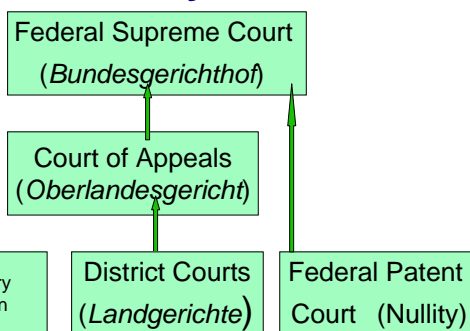 Federal Supreme Court
(Bundesgerichthof)
Court of Appeals
(Oberlandesgericht)
District Courts
(Landgerichte)
Federal Patent
Court (Nullity)